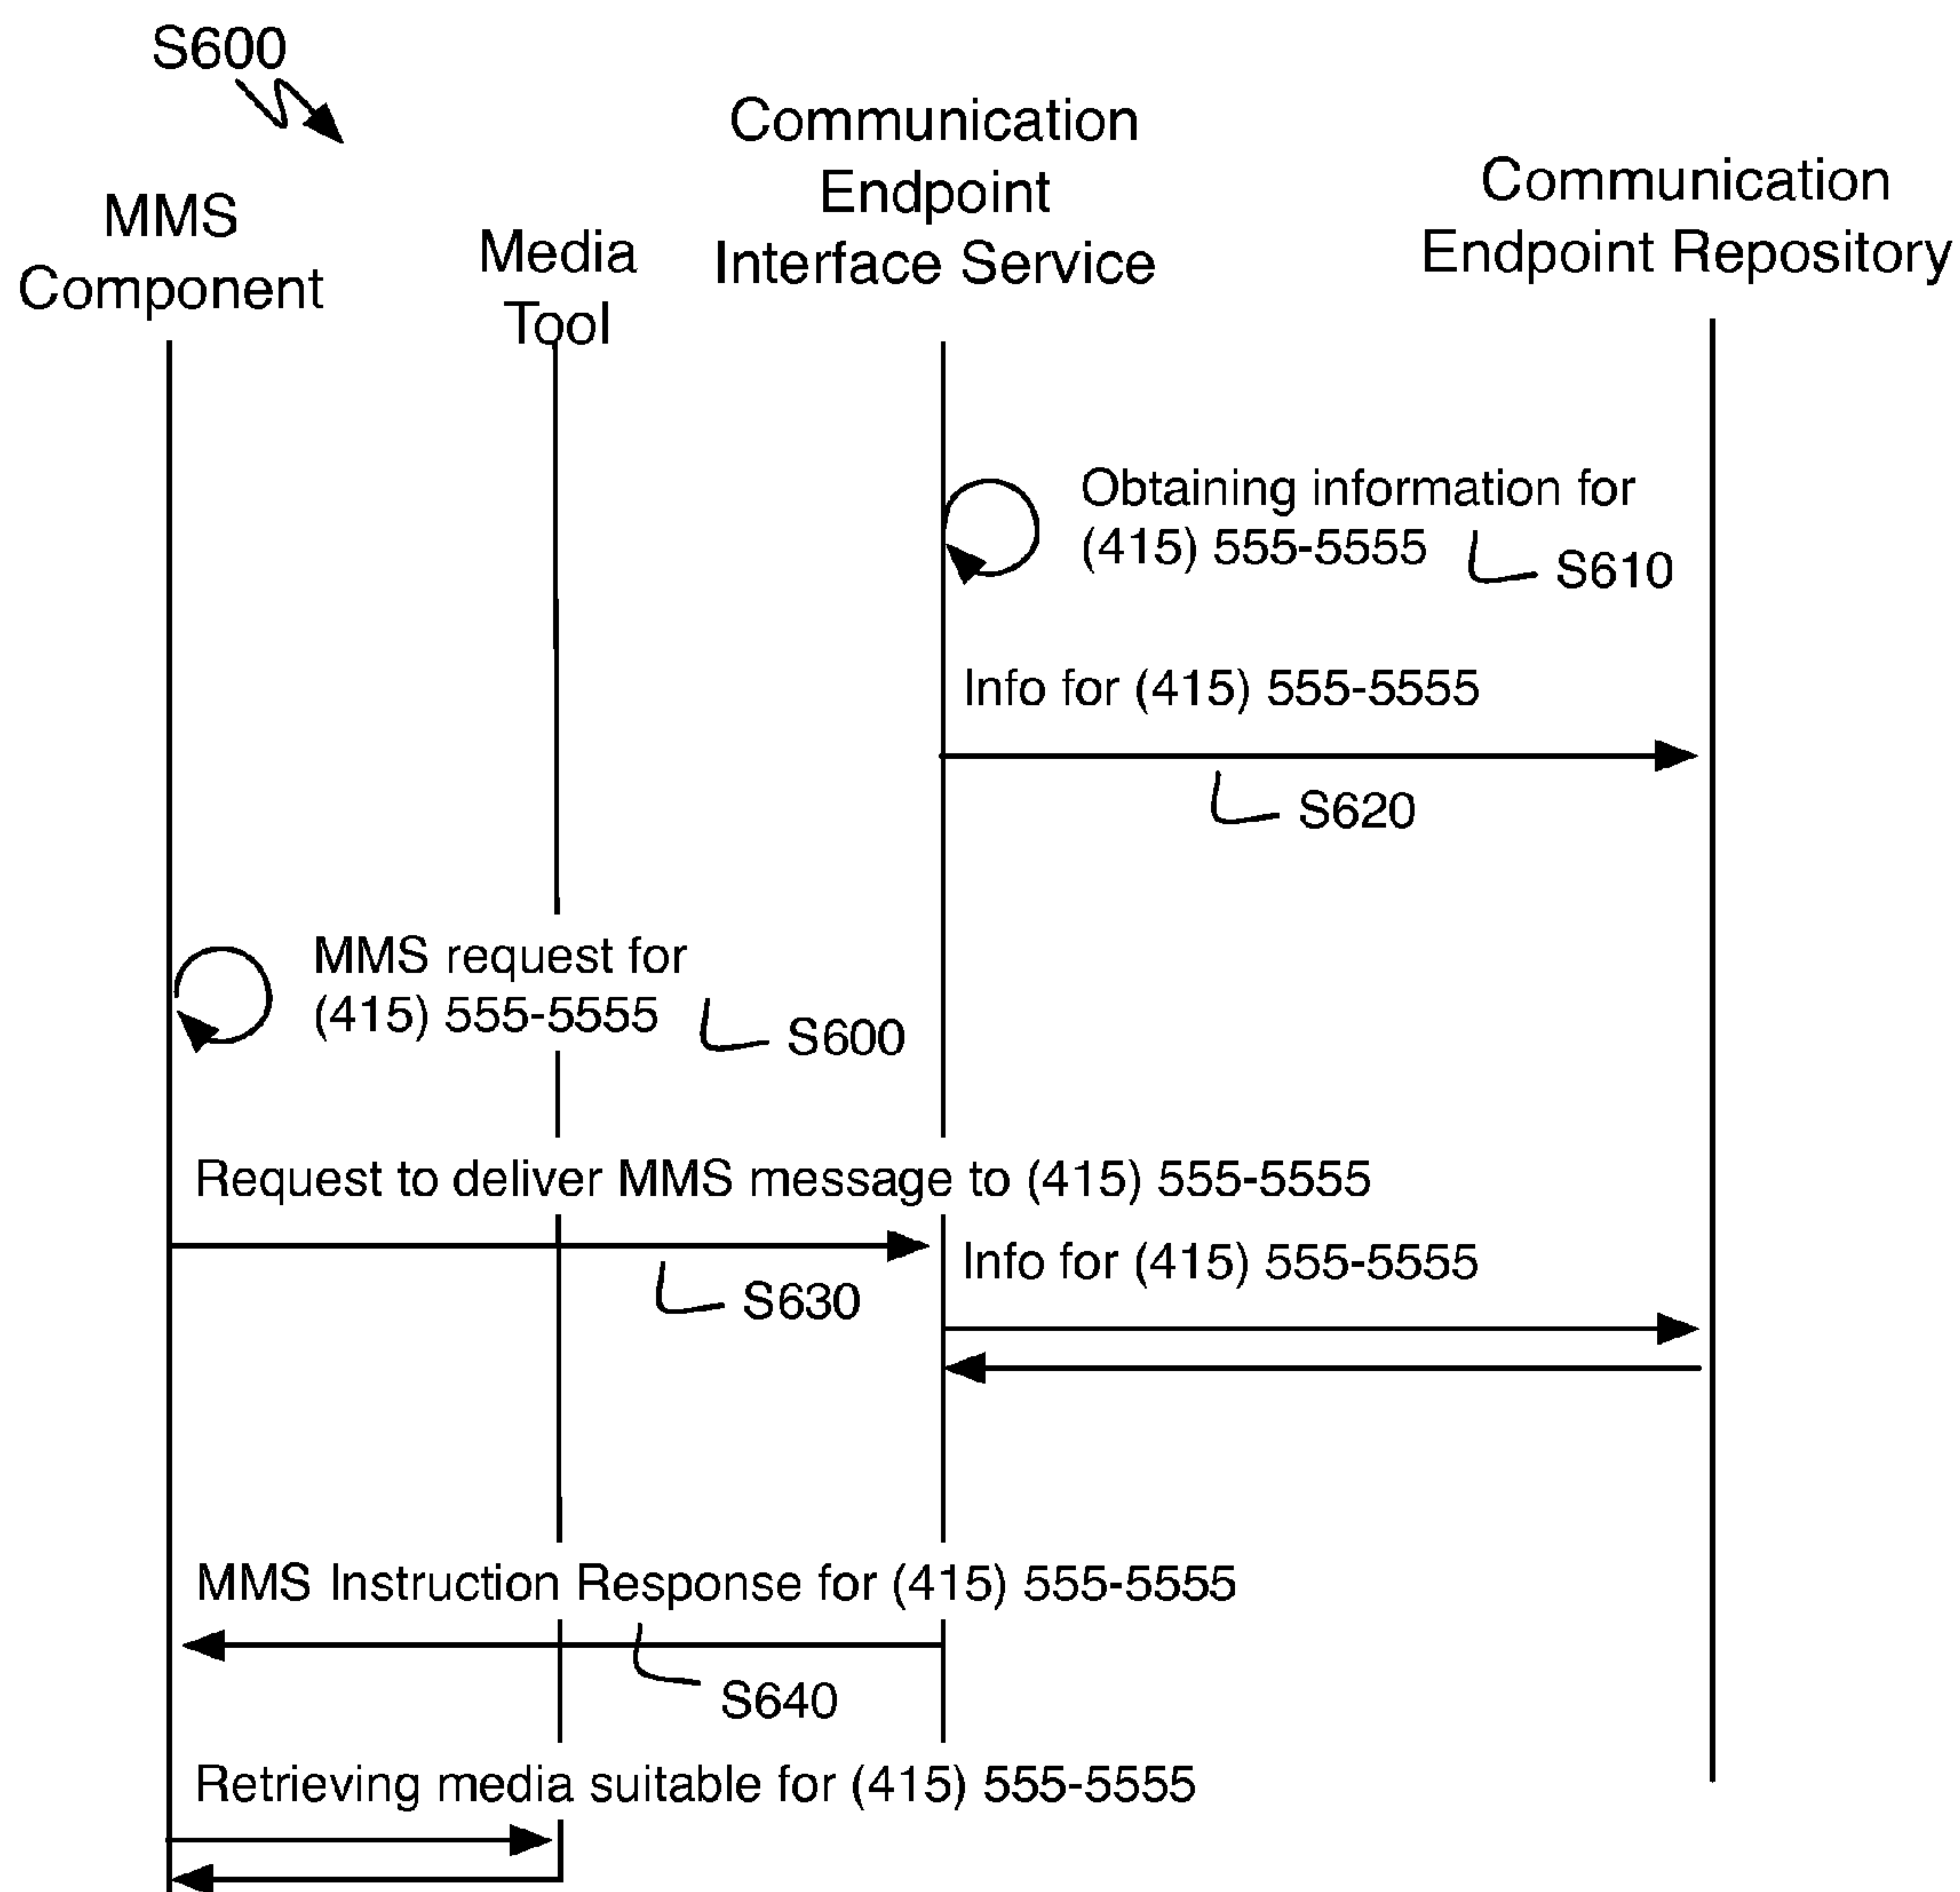 S600
MMS
Component
Media
Tool
Communication
Endpoint
Interface Service
Communication
Endpoint Repository
Obtaining information for
(415) 555-5555
S610
Info for (415) 555-5555
S620
MMS request for
(415) 555-5555
S600
Request to deliver MMS message to (415) 555-5555
S630
Info for (415) 555-5555
MMS Instruction Response for (415) 555-5555
S640
Retrieving media suitable for (415) 555-5555